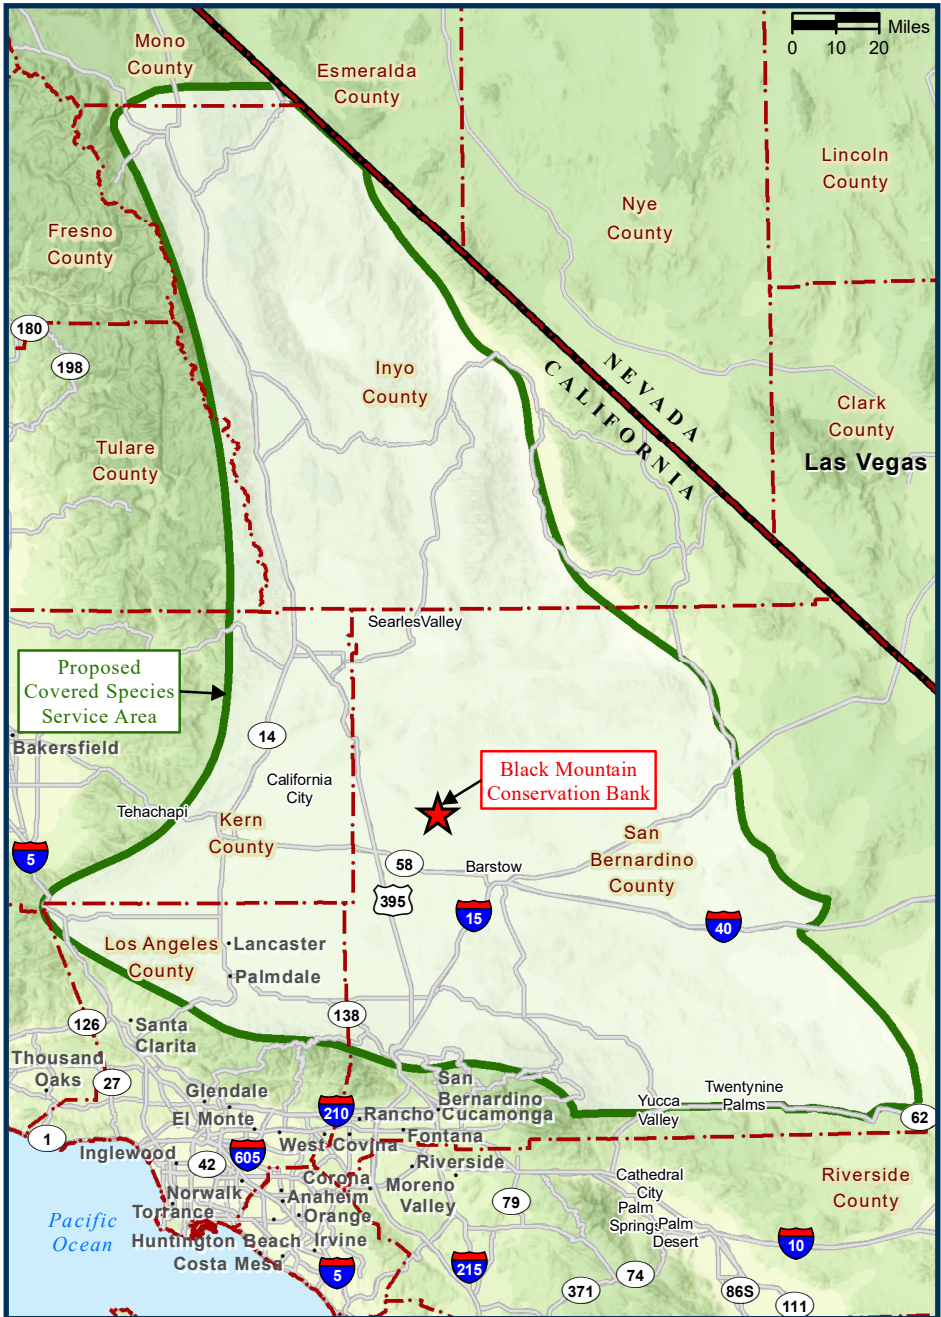 Mono
County
Esmeralda
County
Miles
0 10 20
Lincoln
County
Nye
County
Fresno
County
180
198
Inyo
County
NEVADA
CALIFORNIA
Clark
County
Las Vegas
Tulare
County
SearlesValley
Proposed
Covered Species
Service Area
14
Bakersfield
California
City
Black Mountain
Conservation Bank
Tehachapi
Kern
County
San
Bernardino
County
5
58
Barstow
395
15
40
Los Angeles
County
Lancaster
Palmdale
138
126
Santa
Clarita
Thousand
Oaks
27
Glendale
El Monte
210
San
Bernardino
Rancho Cucamonga
Yucca
Valley
Twentynine
Palms
62
1
Inglewood
42
605
West Covina
Fontana
Riverside
Moreno
Valley
Corona
Anaheim
Orange
Norwalk
Torrance
79
Cathedral
City
Palm
Springs
Palm
Desert
Riverside
County
Pacific
Ocean
Huntington Beach
Irvine
Costa Mesa
5
215
10
371
74
86S
111